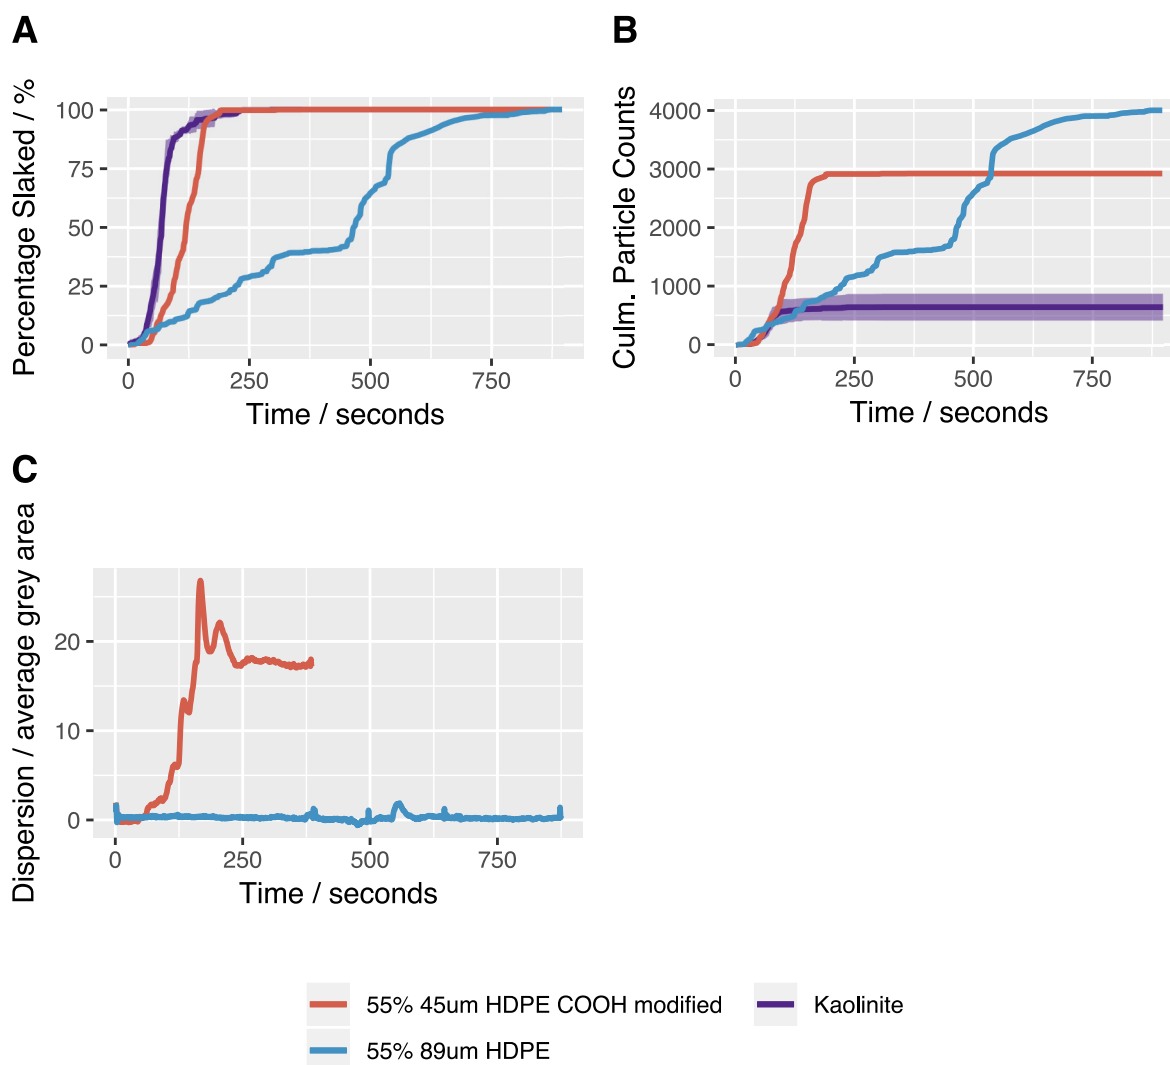 A
Percentage Slaked / %
100
75
50
25
0
0 250 500 750
Time / seconds
B
Culm. Particle Counts
4000
3000
2000
1000
0
0 250 500 750
Time / seconds
C
Dispersion / average grey area
20
10
0
0 250 500 750
Time / seconds
55% 45um HDPE COOH modified
Kaolinite
55% 89um HDPE